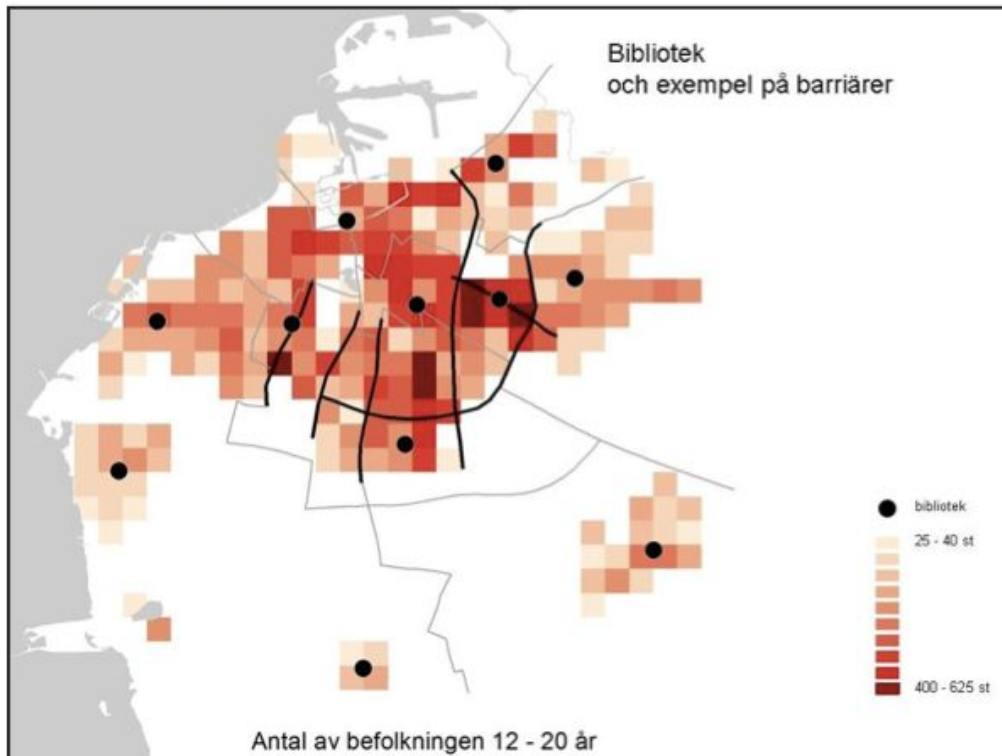 Bibliotek
och exempel på barriärer
bibliotek
25 - 40 st
400 - 625 st
Antal av befolkningen 12 - 20 år